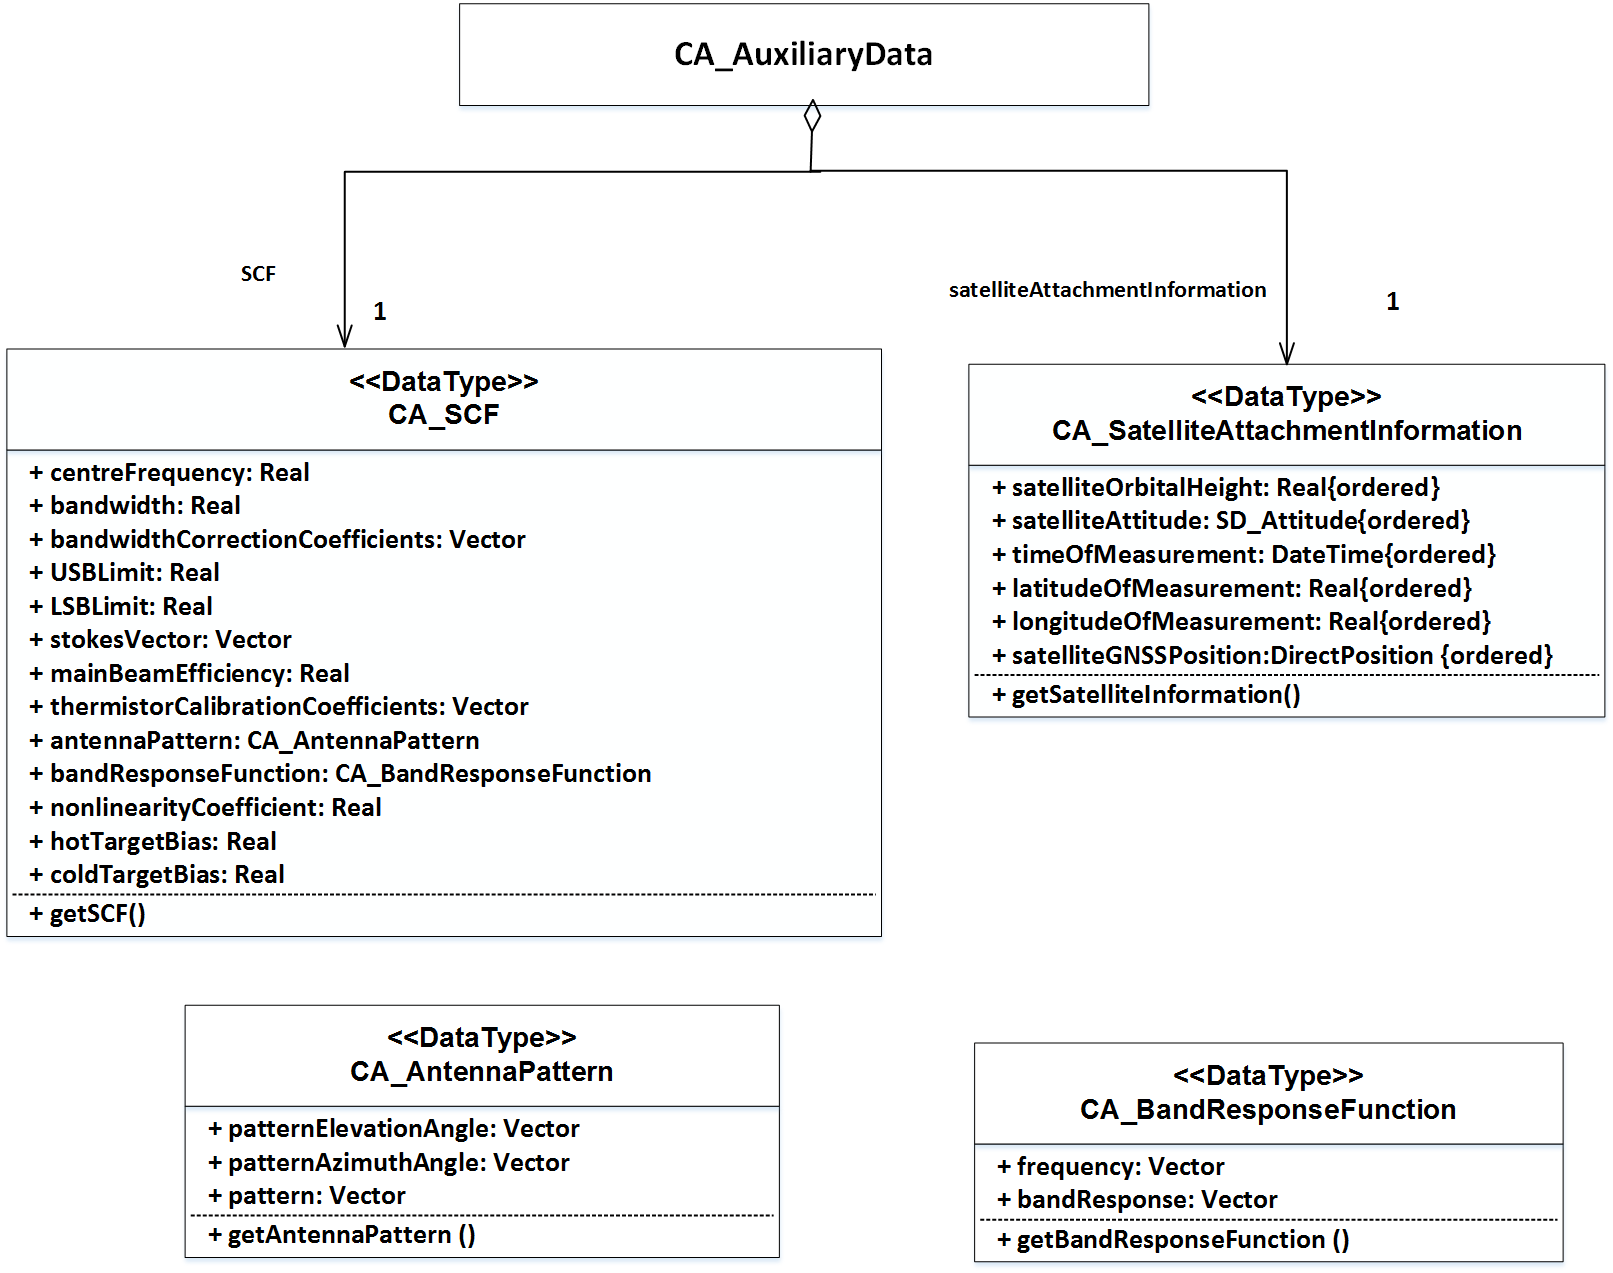 CA_AuxiliaryData
SCF
1
satelliteAttachmentInformation
1
<<DataType>>
CA_SCF
+ centreFrequency: Real
+ bandwidth: Real
+ bandwidthCorrectionCoefficients: Vector
+ USBLimit: Real
+ LSBLimit: Real
+ stokesVector: Vector
+ mainBeamEfficiency: Real
+ thermistorCalibrationCoefficients: Vector
+ antennaPattern: CA_AntennaPattern
+ bandResponseFunction: CA_BandResponseFunction
+ nonlinearityCoefficient: Real
+ hotTargetBias: Real
+ coldTargetBias: Real
+ getSCF()
<<DataType>>
CA_SatelliteAttachmentInformation
+ satelliteOrbitalHeight: Real{ordered}
+ satelliteAttitude: SD_Attitude{ordered}
+ timeOfMeasurement: DateTime{ordered}
+ latitudeOfMeasurement: Real{ordered}
+ longitudeOfMeasurement: Real{ordered}
+ satelliteGNSSPosition:DirectPosition {ordered}
+ getSatelliteInformation()
<<DataType>>
CA_AntennaPattern
+ patternElevationAngle: Vector
+ patternAzimuthAngle: Vector
+ pattern: Vector
+ getAntennaPattern ()
<<DataType>>
CA_BandResponseFunction
+ frequency: Vector
+ bandResponse: Vector
+ getBandResponseFunction ()